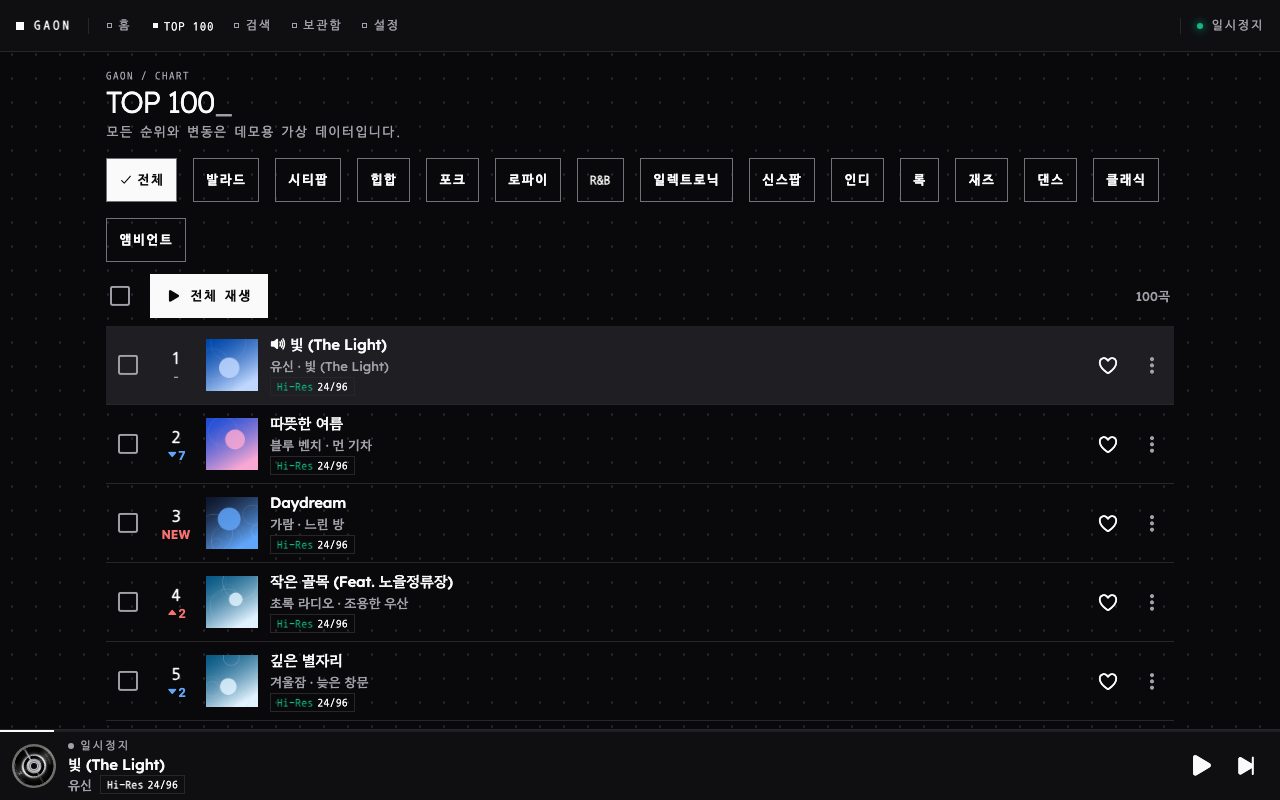 GAON 홈 TOP 100 검색 보관함 설정 일시정지
GAON / CHART
TOP 100_
모든 순위와 변동은 데모용 가상 데이터입니다.
전체 발라드 시티팝 힙합 포크 로파이 R&B 일렉트로닉 신스팝 인디 록 재즈 댄스 클래식
앰비언트
전체 재생 100곡
1
-
빛 (The Light)
유신 · 빛 (The Light)
Hi-Res 24/96
2
7
따뜻한 여름
블루 벤치 · 먼 기차
Hi-Res 24/96
3
NEW
Daydream
가람 · 느린 방
Hi-Res 24/96
4
2
작은 골목 (Feat. 노을정류장)
초록 라디오 · 조용한 우산
Hi-Res 24/96
5
2
깊은 별자리
겨울잠 · 늦은 창문
Hi-Res 24/96
일시정지
빛 (The Light)
유신 Hi-Res 24/96